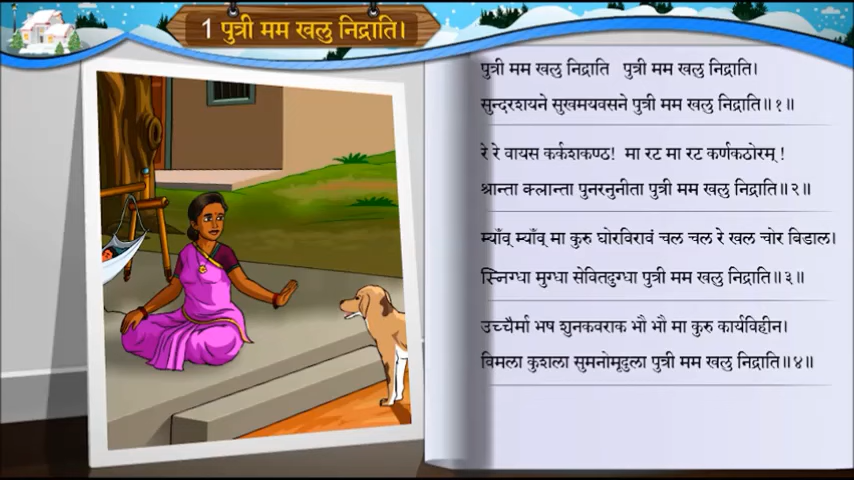 1 पुत्री मम खलु निद्राति।
पुत्री मम खलु निद्राति पुत्री मम खलु निद्राति।
सुन्दरशयने सुखमयवसने पुत्री मम खलु निद्राति॥१॥
रे रे वायस कर्कशकण्ठ! मा रट मा रट कर्णकठोरम्!
श्रान्ता क्लान्ता पुनरनुनीता पुत्री मम खलु निद्राति॥२॥
म्याँव् म्याँव् मा कुरु घोरविरावं चल चल रे खल चोर बिडाल।
स्निग्धा मुग्धा सेवितदुग्धा पुत्री मम खलु निद्राति॥३॥
उच्चैर्मा भष शुनकवराक भौ भौ मा कुरु कार्यविहीन।
विमला कुशला सुमनोमृदुला पुत्री मम खलु निद्राति॥४॥